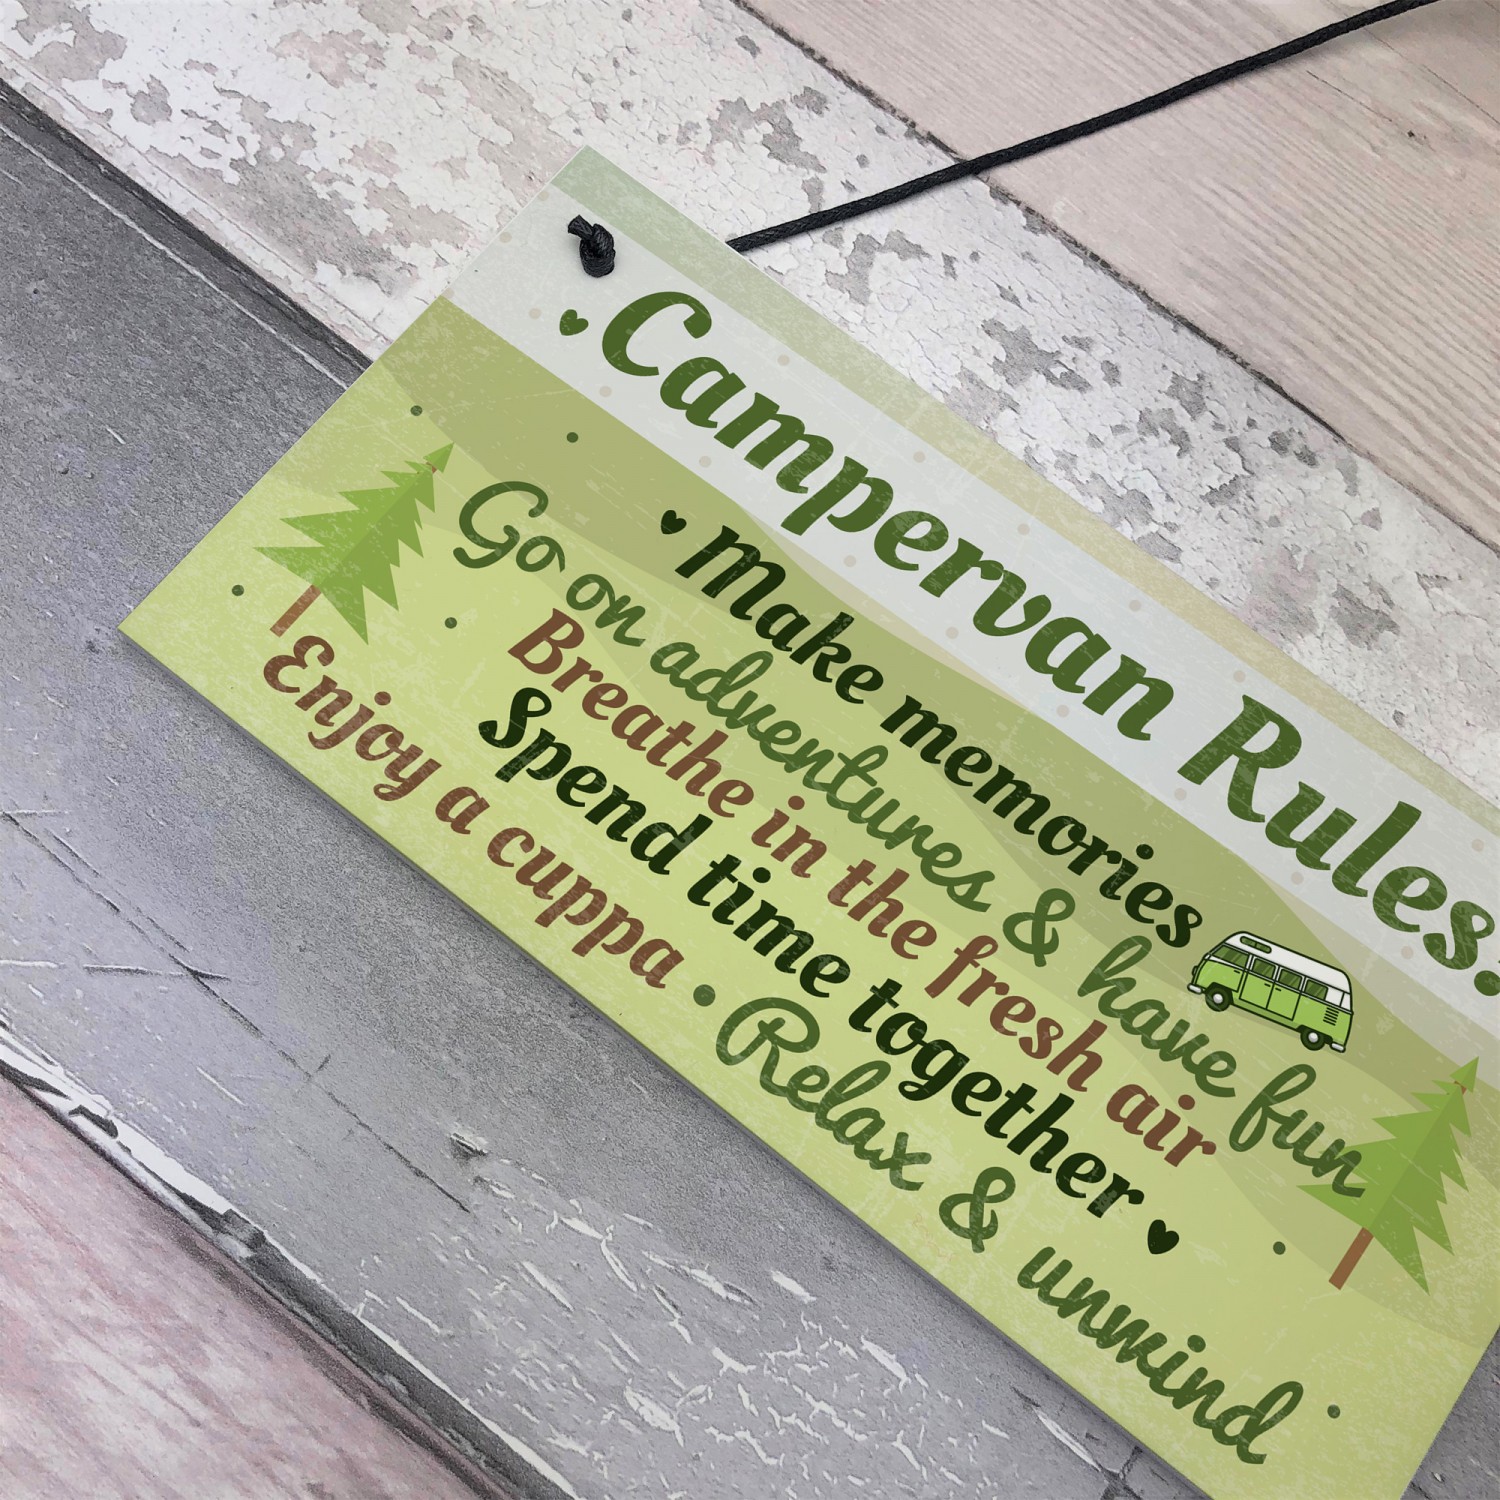 Campervan Rules.
Make memories
Go on adventures & have fun
Breathe in the fresh air
Spend time together
Enjoy a cuppa • Relax & unwind